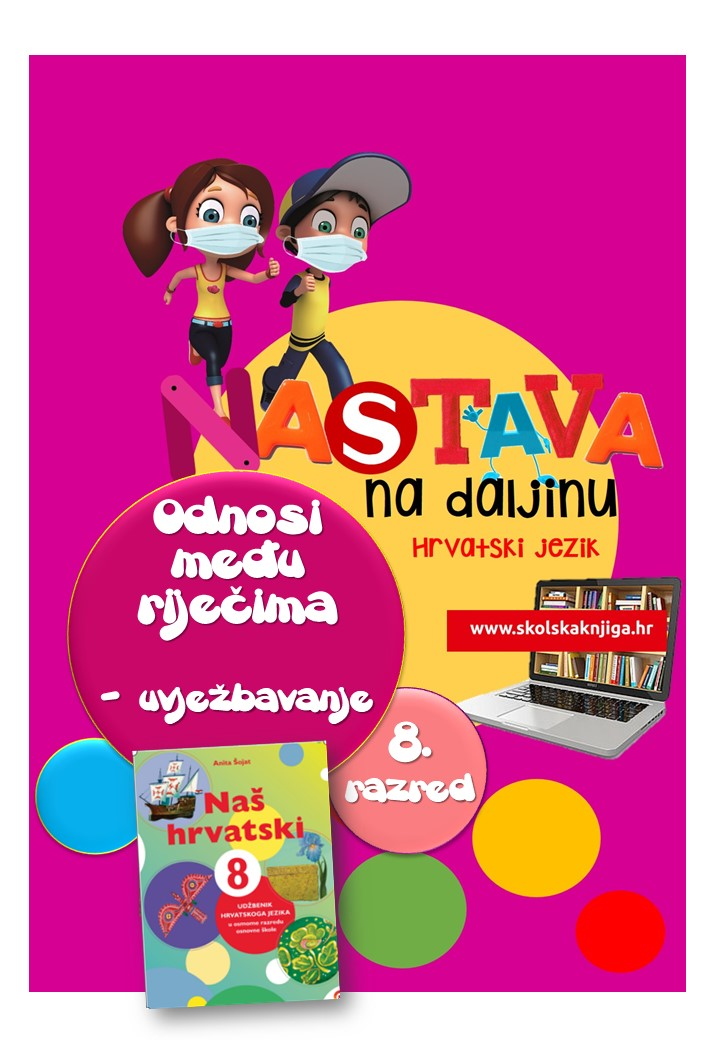 NASTAVA
na daljinu
Hrvatski jezik
Odnosi
među
riječima
- uvježbavanje
www.skolskaknjiga.hr
8.
razred
Anita Šojat
Naš
hrvatski
8
UDŽBENIK
HRVATSKOGA JEZIKA
u osmome razredu
osnovne škole